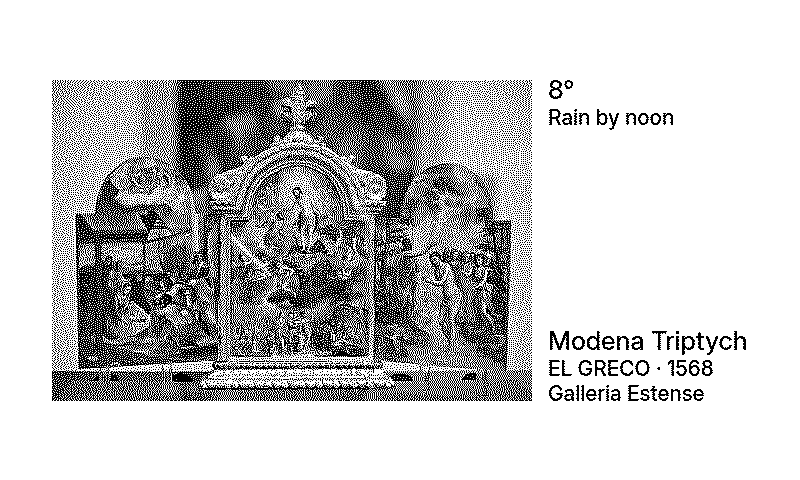 8°
Rain by noon
Modena Triptych
EL GRECO · 1568
Galleria Estense